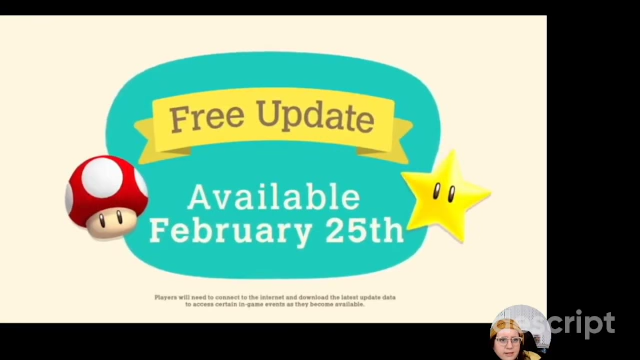 Free Update
Available
February 25th
Players will need to connect to the internet and download the latest update data
to access certain in-game events as they become available.
descript